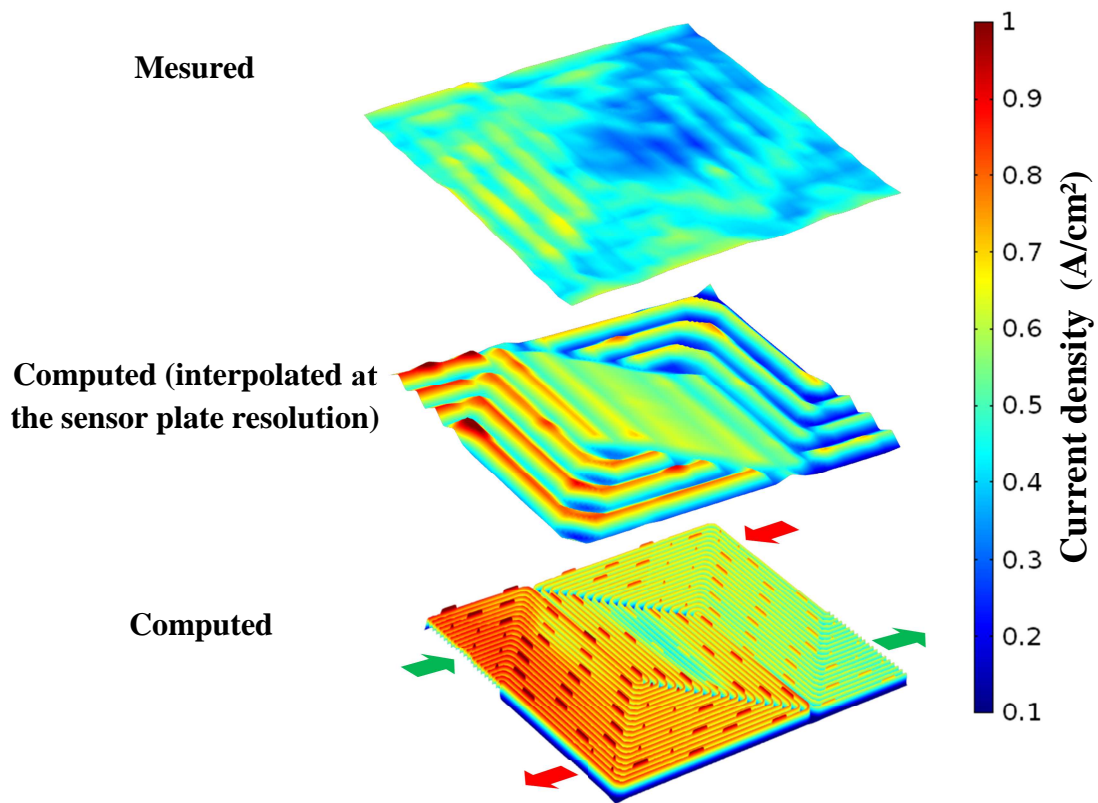 Mesured
Computed (interpolated at
the sensor plate resolution)
Computed
1
0.9
0.8
0.7
0.6
0.5
0.4
0.3
0.2
0.1
Current density (A/cm²)